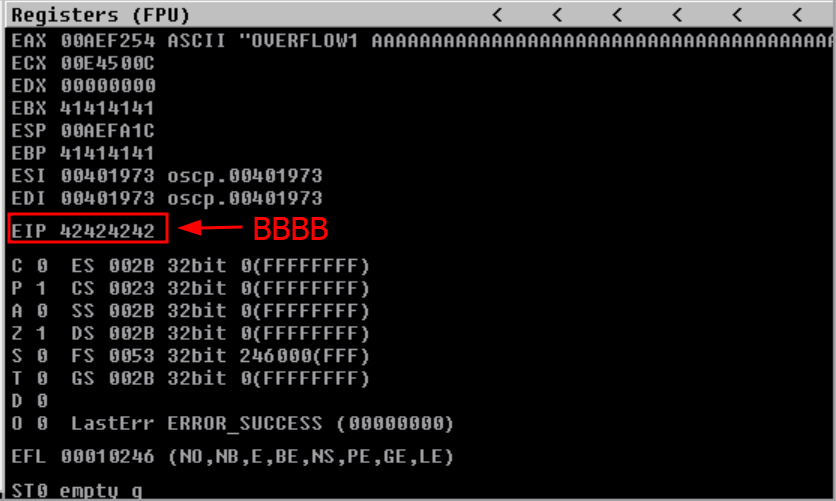 Registers (FPU) < < < < < <
EAX 00AEF254 ASCII "OVERFLOW1 AAAAAAAAAAAAAAAAAAAAAAAAAAAAAAAAAAAAAAA
ECX 00E4500C
EDX 00000000
EBX 41414141
ESP 00AEFA1C
EBP 41414141
ESI 00401973 oscp.00401973
EDI 00401973 oscp.00401973
EIP 42424242 BBBB
C 0 ES 002B 32bit 0(FFFFFFFF)
P 1 CS 0023 32bit 0(FFFFFFFF)
A 0 SS 002B 32bit 0(FFFFFFFF)
Z 1 DS 002B 32bit 0(FFFFFFFF)
S 0 FS 0053 32bit 246000(FFF)
T 0 GS 002B 32bit 0(FFFFFFFF)
D 0
O 0 LastErr ERROR_SUCCESS (00000000)
EFL 00010246 (NO,NB,E,BE,NS,PE,GE,LE)
ST0 empty g